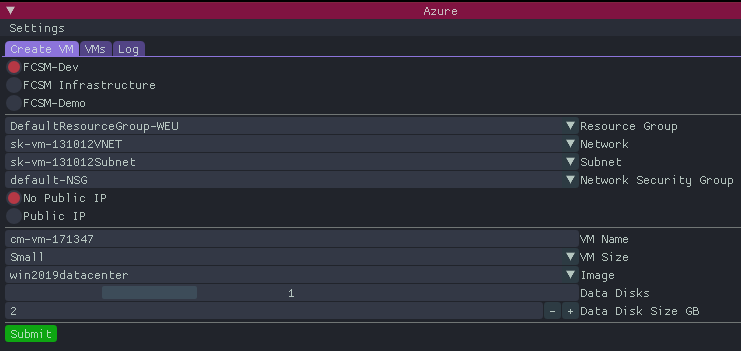 Azure
Settings
Create VM VMs Log
FCSM-Dev
FCSM Infrastructure
FCSM-Demo
DefaultResourceGroup-WEU Resource Group
sk-vm-131012VNET Network
sk-vm-131012Subnet Subnet
default-NSG Network Security Group
No Public IP
Public IP
cm-vm-171347 VM Name
Small VM Size
win2019datacenter Image
1 Data Disks
2 - + Data Disk Size GB
Submit